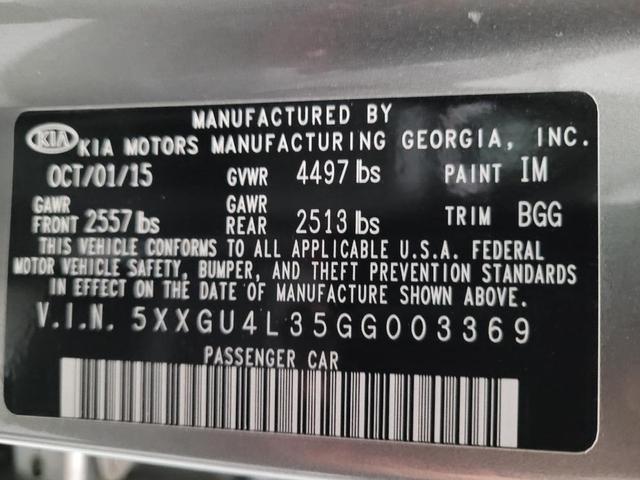 MANUFACTURED BY
KIA KIA MOTORS MANUFACTURING GEORGIA, INC.
OCT/01/15 GVWR 4497 lbs PAINT IM
GAWR FRONT 2557 lbs GAWR REAR 2513 lbs TRIM BGG
THIS VEHICLE CONFORMS TO ALL APPLICABLE U.S.A. FEDERAL
MOTOR VEHICLE SAFETY, BUMPER, AND THEFT PREVENTION STANDARDS
IN EFFECT ON THE DATE OF MANUFACTURE SHOWN ABOVE.
V.I.N. 5XXGU4L35GG003369
PASSENGER CAR